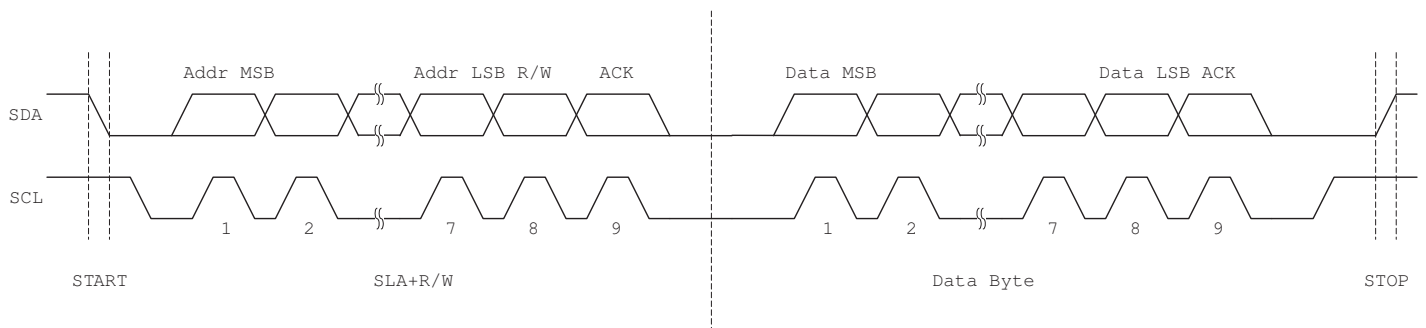 Addr MSB Addr LSB R/W ACK Data MSB Data LSB ACK
SDA
SCL
1 2 7 8 9 1 2 7 8 9
START SLA+R/W Data Byte STOP